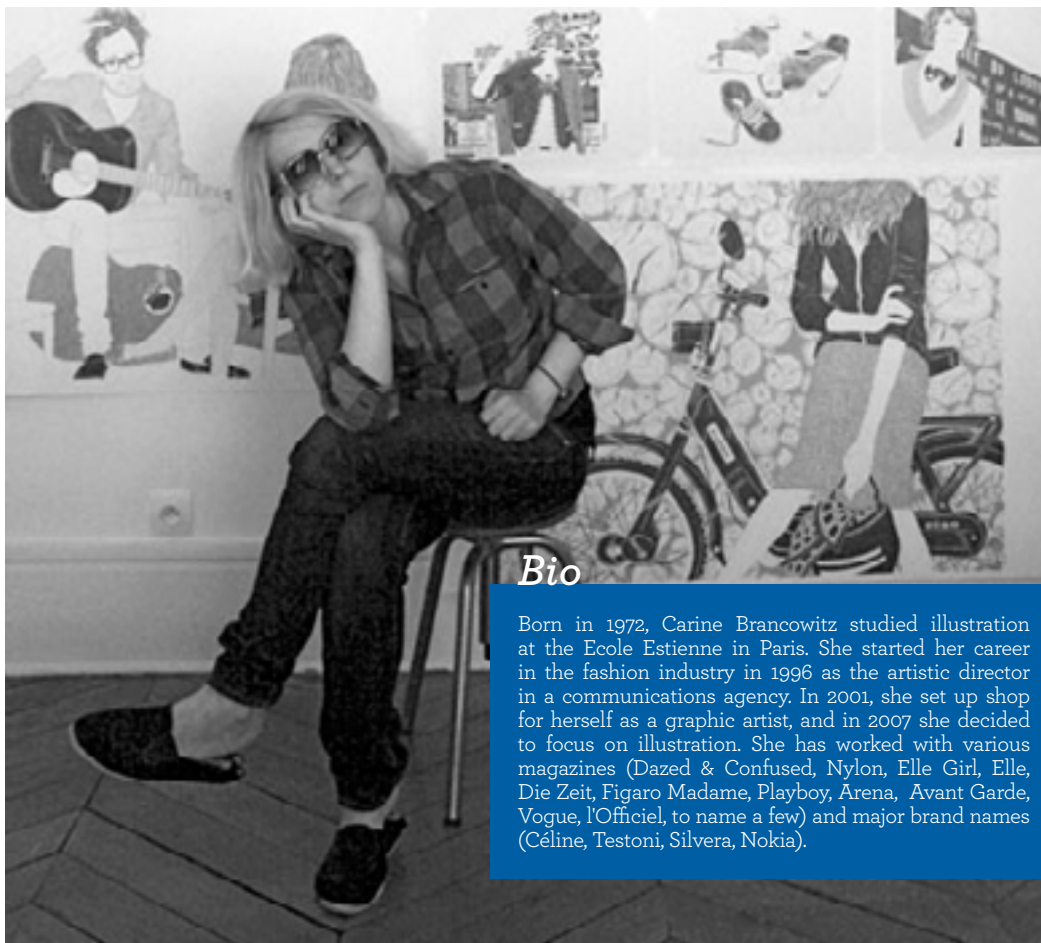 Bio
Born in 1972, Carine Brancowitz studied illustration
at the Ecole Estienne in Paris. She started her career
in the fashion industry in 1996 as the artistic director
in a communications agency. In 2001, she set up shop
for herself as a graphic artist, and in 2007 she decided
to focus on illustration. She has worked with various
magazines (Dazed & Confused, Nylon, Elle Girl, Elle,
Die Zeit, Figaro Madame, Playboy, Arena, Avant Garde,
Vogue, l'Officiel, to name a few) and major brand names
(Céline, Testoni, Silvera, Nokia).